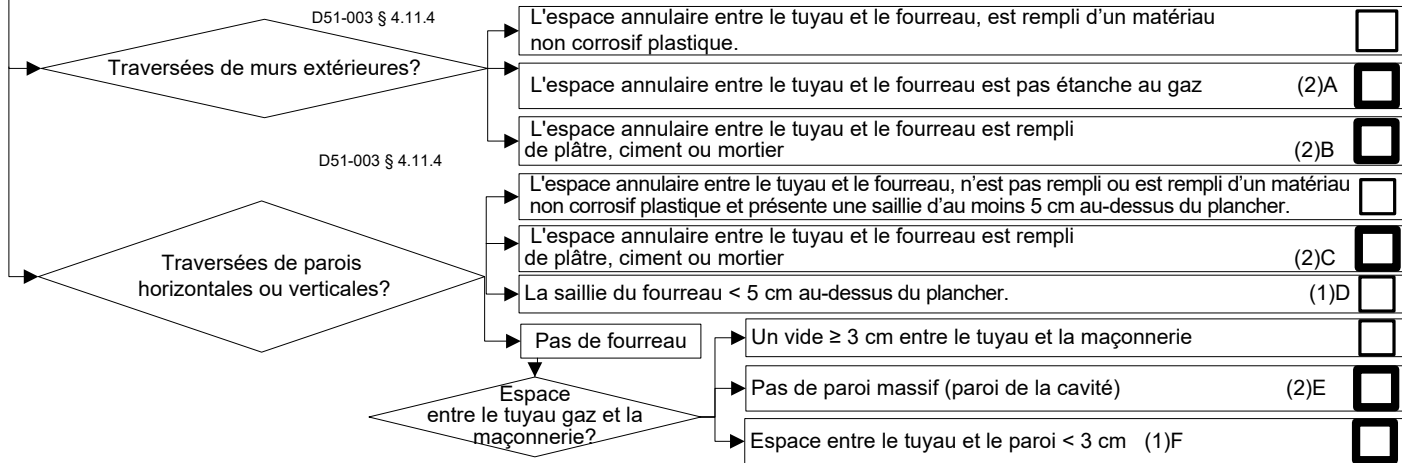 D51-003 § 4.11.4
Traversées de murs extérieures?
L'espace annulaire entre le tuyau et le fourreau, est rempli d'un matériau
non corrosif plastique.
L'espace annulaire entre le tuyau et le fourreau est pas étanche au gaz (2)A
L'espace annulaire entre le tuyau et le fourreau est rempli
de plâtre, ciment ou mortier (2)B
D51-003 § 4.11.4
Traversées de parois
horizontales ou verticales?
L'espace annulaire entre le tuyau et le fourreau, n'est pas rempli ou est rempli d'un matériau
non corrosif plastique et présente une saillie d'au moins 5 cm au-dessus du plancher.
L'espace annulaire entre le tuyau et le fourreau est rempli
de plâtre, ciment ou mortier (2)C
La saillie du fourreau < 5 cm au-dessus du plancher. (1)D
Pas de fourreau
Espace
entre le tuyau gaz et la
maçonnerie?
Un vide ≥ 3 cm entre le tuyau et la maçonnerie
Pas de paroi massif (paroi de la cavité) (2)E
Espace entre le tuyau et le paroi < 3 cm (1)F